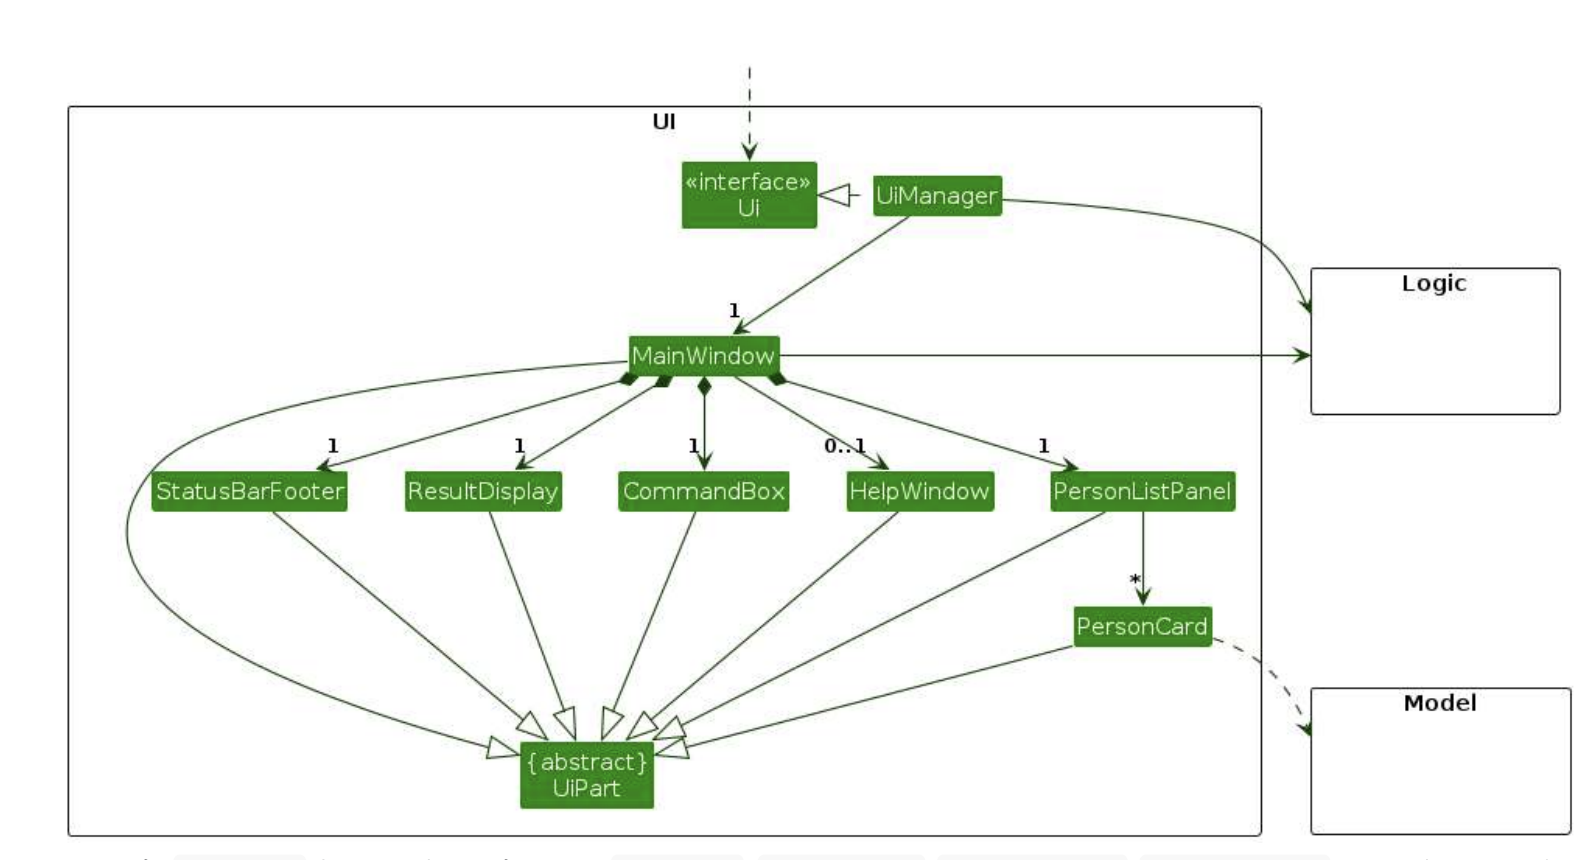 UI
«interface»
Ui
UiManager
Logic
1
MainWindow
1
1
1
0..1
1
StatusBarFooter
ResultDisplay
CommandBox
HelpWindow
PersonListPanel
*
PersonCard
Model
{abstract}
UiPart